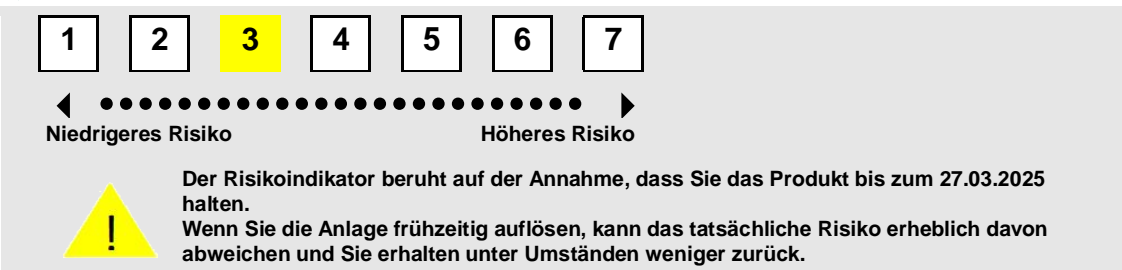 1 2 3 4 5 6 7
Niedrigeres Risiko Höheres Risiko
Der Risikoindikator beruht auf der Annahme, dass Sie das Produkt bis zum 27.03.2025
halten.
! Wenn Sie die Anlage frühzeitig auflösen, kann das tatsächliche Risiko erheblich davon
abweichen und Sie erhalten unter Umständen weniger zurück.